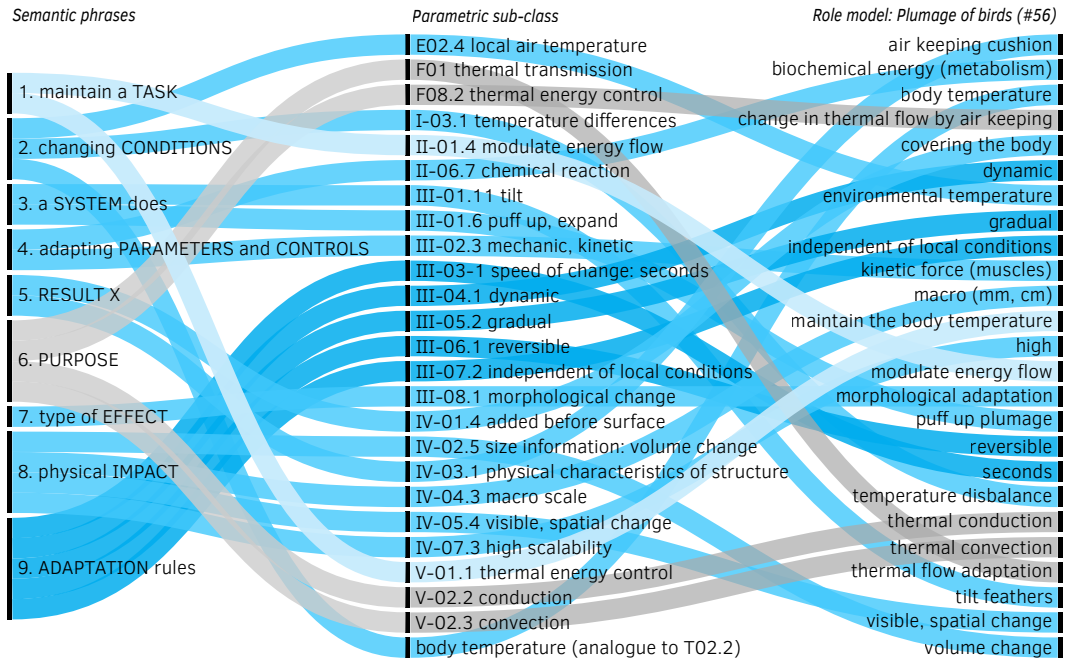 Semantic phrases
1. maintain a TASK
2. changing CONDITIONS
3. a SYSTEM does
4. adapting PARAMETERS and CONTROLS
5. RESULT X
6. PURPOSE
7. type of EFFECT
8. physical IMPACT
9. ADAPTATION rules
Parametric sub-class
E02.4 local air temperature
F01 thermal transmission
F08.2 thermal energy control
I-03.1 temperature differences
II-01.4 modulate energy flow
II-06.7 chemical reaction
III-01.11 tilt
III-01.6 puff up, expand
III-02.3 mechanic, kinetic
III-03-1 speed of change: seconds
III-04.1 dynamic
III-05.2 gradual
III-06.1 reversible
III-07.2 independent of local conditions
III-08.1 morphological change
IV-01.4 added before surface
IV-02.5 size information: volume change
IV-03.1 physical characteristics of structure
IV-04.3 macro scale
IV-05.4 visible, spatial change
IV-07.3 high scalability
V-01.1 thermal energy control
V-02.2 conduction
V-02.3 convection
body temperature (analogue to T02.2)
Role model: Plumage of birds (#56)
air keeping cushion
biochemical energy (metabolism)
body temperature
change in thermal flow by air keeping
covering the body
dynamic
environmental temperature
gradual
independent of local conditions
kinetic force (muscles)
macro (mm, cm)
maintain the body temperature
high
modulate energy flow
morphological adaptation
puff up plumage
reversible
seconds
temperature disbalance
thermal conduction
thermal convection
thermal flow adaptation
tilt feathers
visible, spatial change
volume change